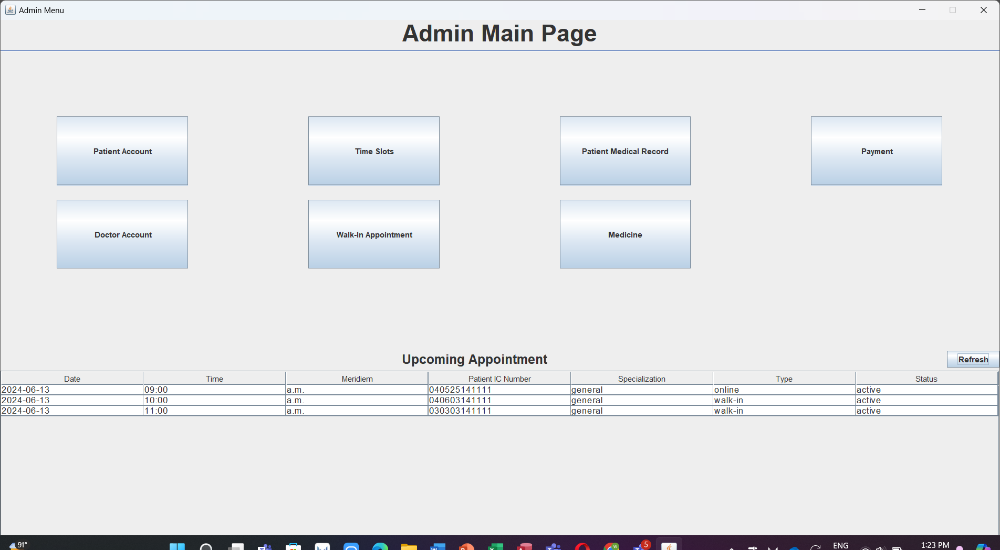 Admin Menu
Admin Main Page
Patient Account Time Slots Patient Medical Record Payment
Doctor Account Walk-In Appointment Medicine
Upcoming Appointment Refresh
Date Time Meridiem Patient IC Number Specialization Type Status
2024-06-13 09:00 a.m. 040525141111 general online active
2024-06-13 10:00 a.m. 040603141111 general walk-in active
2024-06-13 11:00 a.m. 030303141111 general walk-in active
91° W 5 ENG 1:23 PM